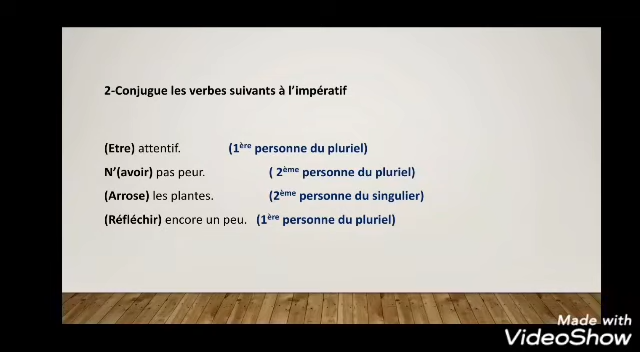 2-Conjugue les verbes suivants à l’impératif
(Etre) attentif. (1ère personne du pluriel)
N’(avoir) pas peur. ( 2ème personne du pluriel)
(Arrose) les plantes. (2ème personne du singulier)
(Réfléchir) encore un peu. (1ère personne du pluriel)
Made with
VideoShow